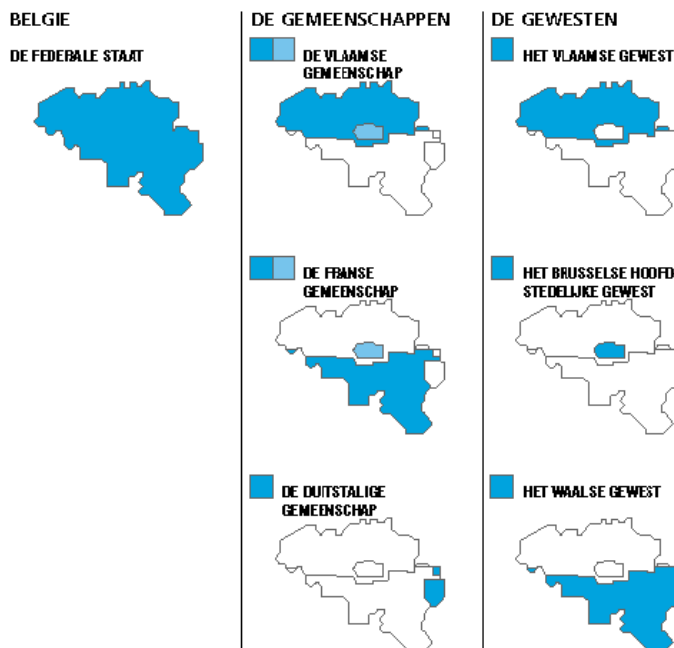 BELGIE
DE FEDERALE STAAT
DE GEMEENSCHAPPEN
DE VLAAMSE
GEMEENSCHAP
DE FRANSE
GEMEENSCHAP
DE DUITSTALIGE
GEMEENSCHAP
DE GEWESTEN
HET VLAAMSE GEWEST
HET BRUSSELSE HOOFD
STEDELIJKE GEWEST
HET WAALSE GEWEST